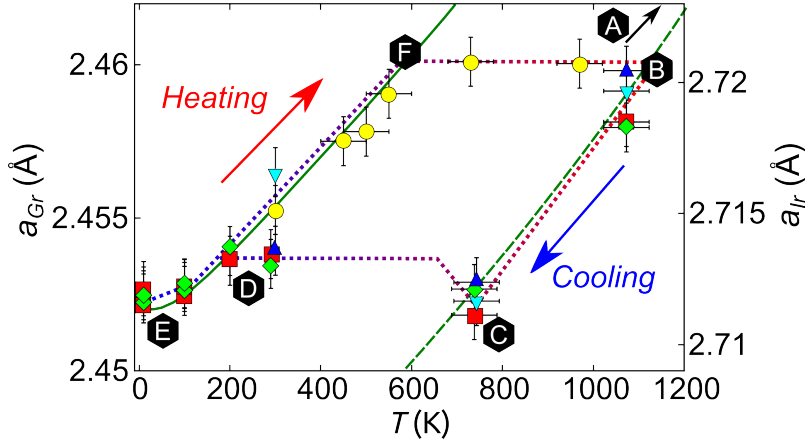 A
F
2.46
B
2.72
Heating
a_Gr (Å)
a_Ir (Å)
2.455
2.715
Cooling
D
E
C
2.71
2.45
0 200 400 600 800 1000 1200
T (K)